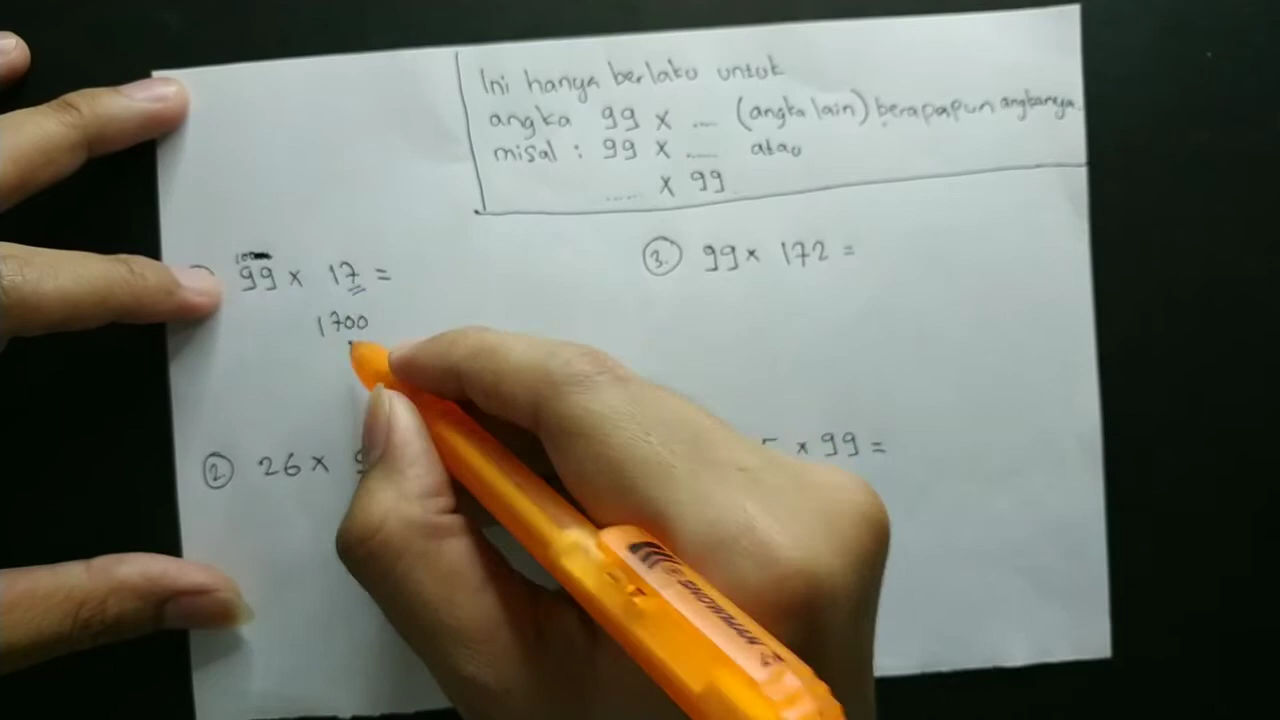 Ini hanya berlaku untuk
angka 99 x .... (angka lain) berapapun angkanya.
misal : 99 x .... atau
..... x 99
99 x 17 =
1700
2. 26 x
3. 99 x 172 =
x 99 =
SNOWMAN